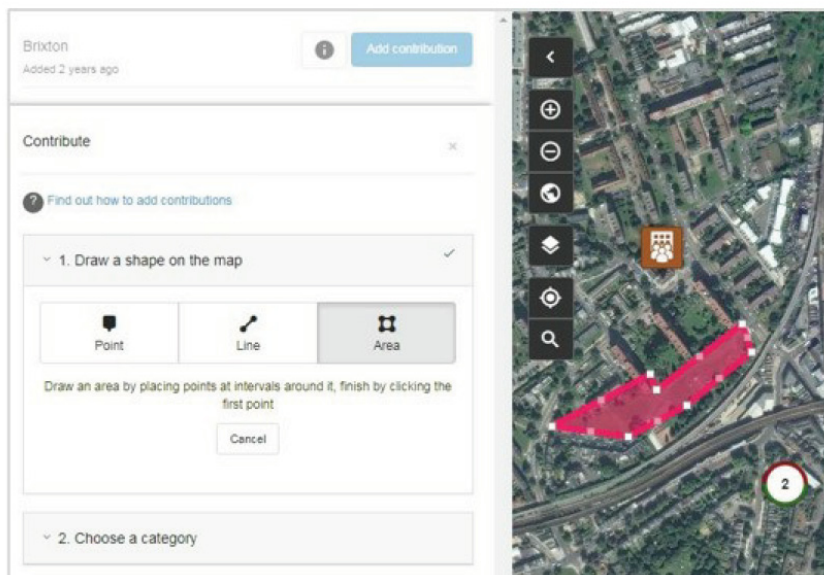 Brixton
Added 2 years ago
Add contribution
Contribute
Find out how to add contributions
1. Draw a shape on the map
Point
Line
Area
Draw an area by placing points at intervals around it, finish by clicking the
first point
Cancel
2. Choose a category
2